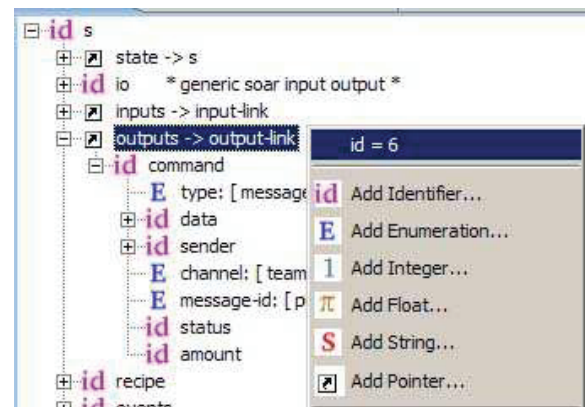 id s
state -> s
id io * generic soar input output *
inputs -> input-link
outputs -> output-link
id command
E type: [ message
id data
id sender
E channel: [ team
E message-id: [ p
id status
id amount
id recipe
id events
id = 6
id Add Identifier...
E Add Enumeration...
1 Add Integer...
π Add Float...
S Add String...
Add Pointer...